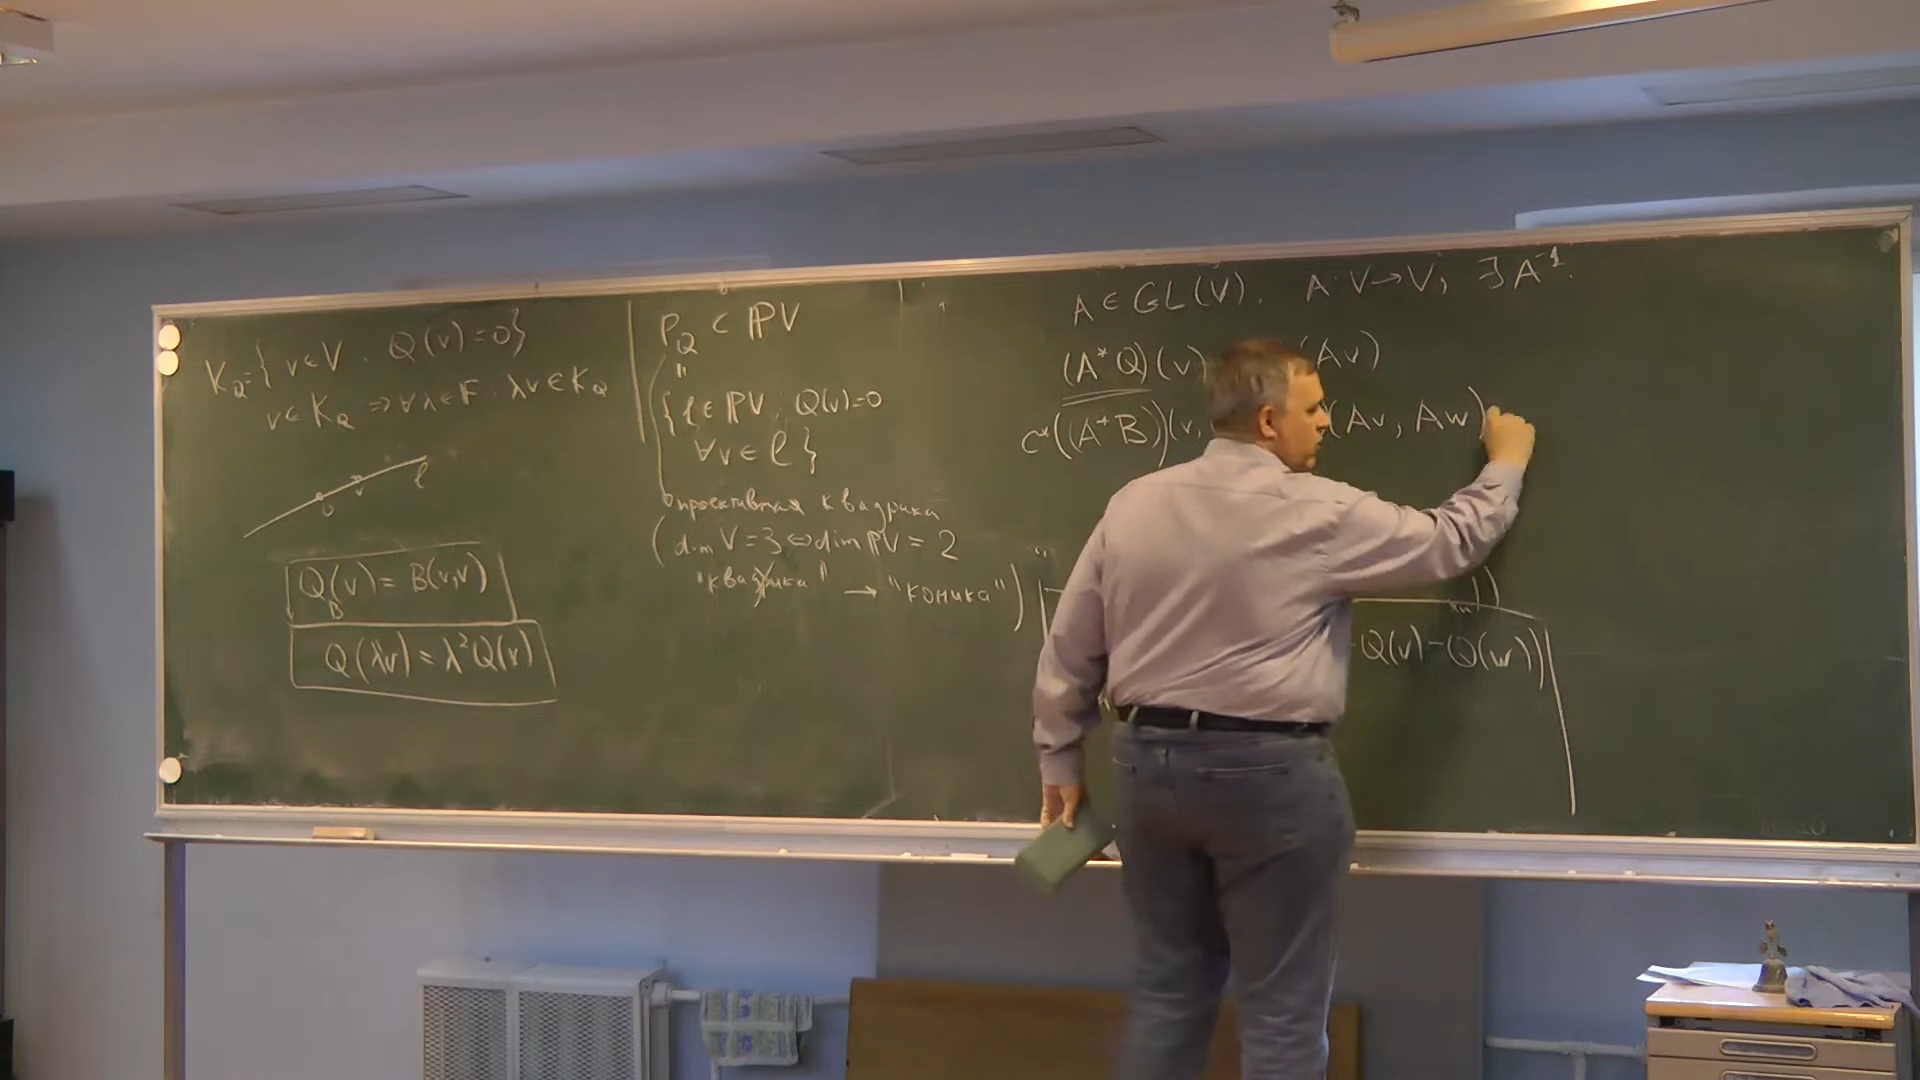 K_Q = { v ∈ V : Q(v) = 0 }
v ∈ K_Q ⇒ ∀ λ ∈ F : λv ∈ K_Q
0 v ℓ
Q_B(v) = B(v,v)
Q(λv) = λ²Q(v)
P_Q ⊂ ℙV
"
{ ℓ ∈ ℙV : Q(v)=0
∀v ∈ ℓ }
проективная квадрика
( dim V = 3 ⇔ dim ℙV = 2
"квадрика" → "коника" )
A ∈ GL(V). A: V → V, ∃ A⁻¹.
(A*Q)(v) (Av)
C*((A*B))(v, (Av, Aw)
-Q(v)-Q(w))